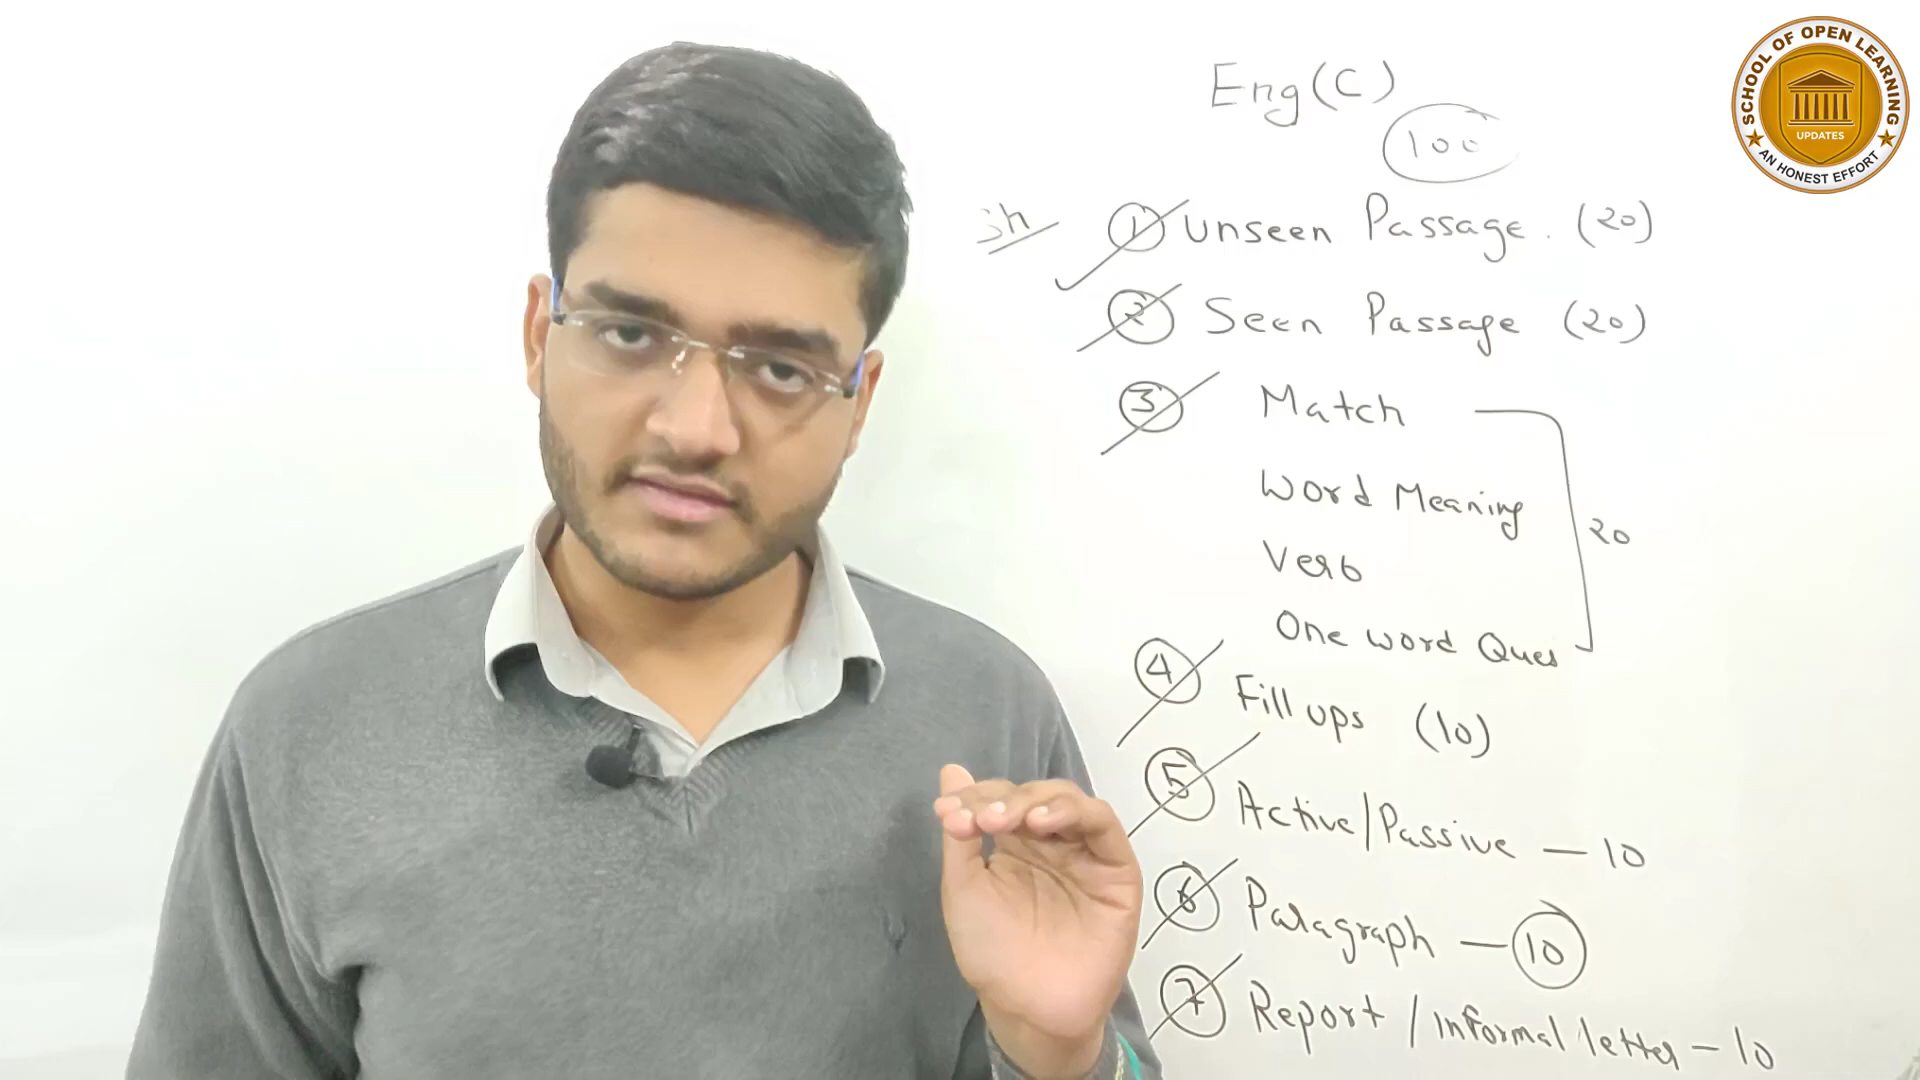 Eng (C)
100
1 Unseen Passage. (20)
2 Seen Passage (20)
3 Match
Word Meaning
Verb
One word Ques
20
4 Fill ups (10)
5 Active/Passive — 10
6 Paragraph — 10
7 Report / informal letter — 10
SCHOOL OF OPEN LEARNING
UPDATES
AN HONEST EFFORT